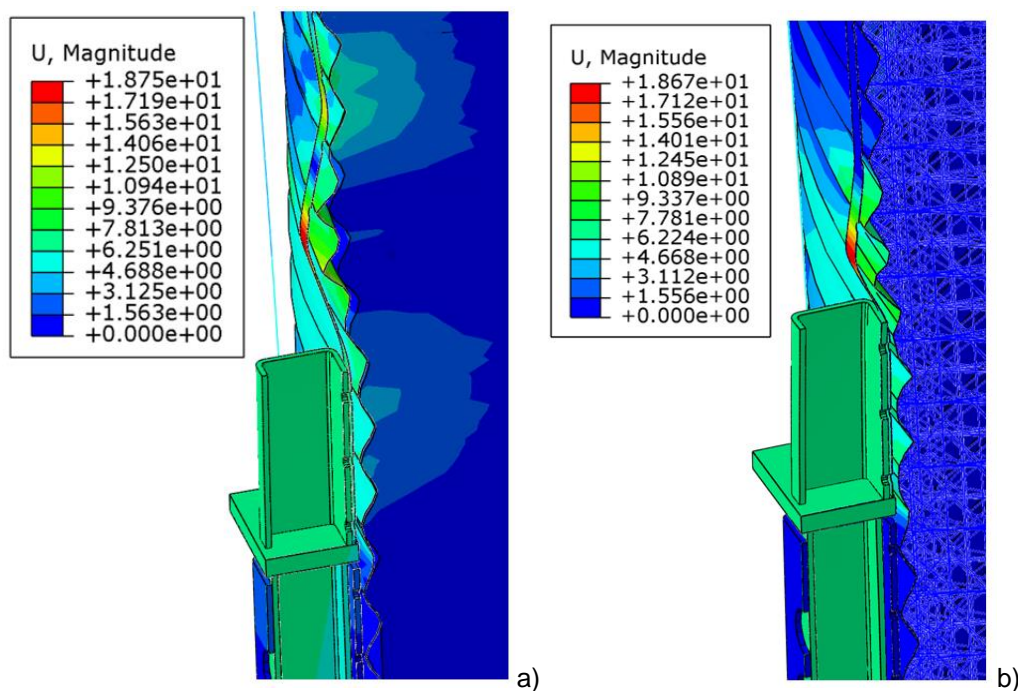 U, Magnitude
+1.875e+01
+1.719e+01
+1.563e+01
+1.406e+01
+1.250e+01
+1.094e+01
+9.376e+00
+7.813e+00
+6.251e+00
+4.688e+00
+3.125e+00
+1.563e+00
+0.000e+00
a)
U, Magnitude
+1.867e+01
+1.712e+01
+1.556e+01
+1.401e+01
+1.245e+01
+1.089e+01
+9.337e+00
+7.781e+00
+6.224e+00
+4.668e+00
+3.112e+00
+1.556e+00
+0.000e+00
b)